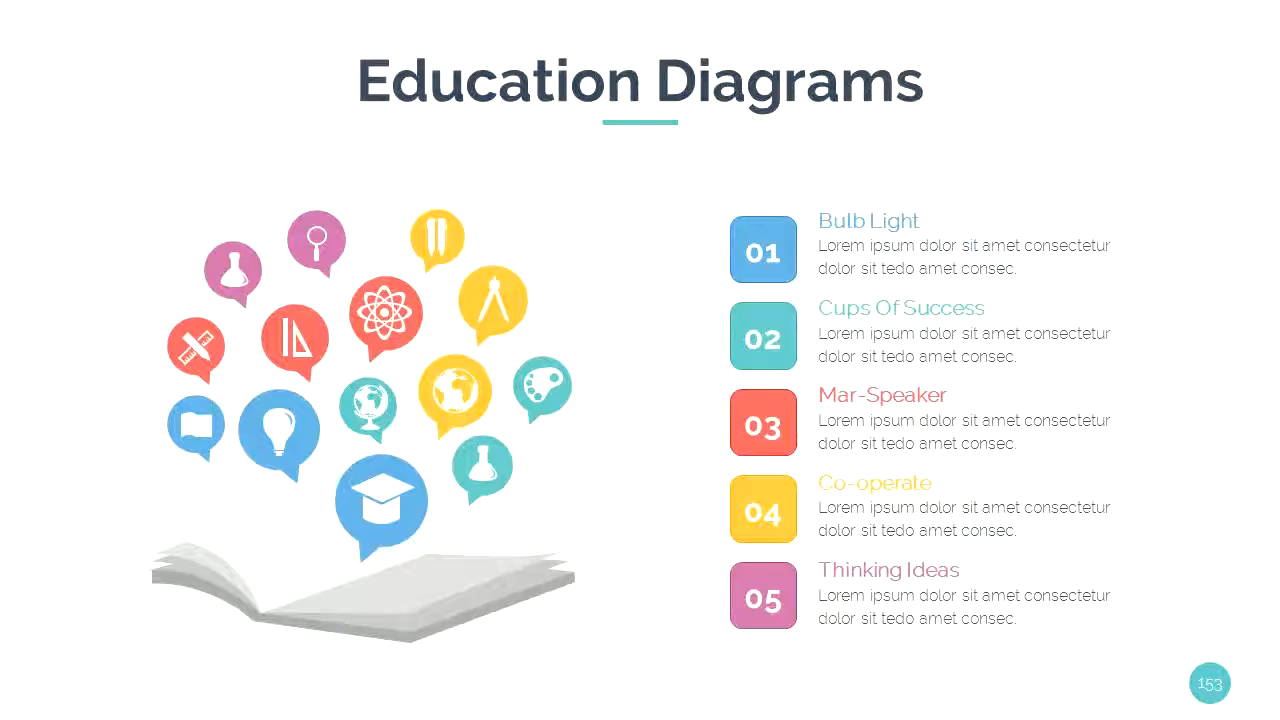 Education Diagrams
01
Bulb Light
Lorem ipsum dolor sit amet consectetur
dolor sit tedo amet consec.
02
Cups Of Success
Lorem ipsum dolor sit amet consectetur
dolor sit tedo amet consec.
03
Mar-Speaker
Lorem ipsum dolor sit amet consectetur
dolor sit tedo amet consec.
04
Co-operate
Lorem ipsum dolor sit amet consectetur
dolor sit tedo amet consec.
05
Thinking Ideas
Lorem ipsum dolor sit amet consectetur
dolor sit tedo amet consec.
153